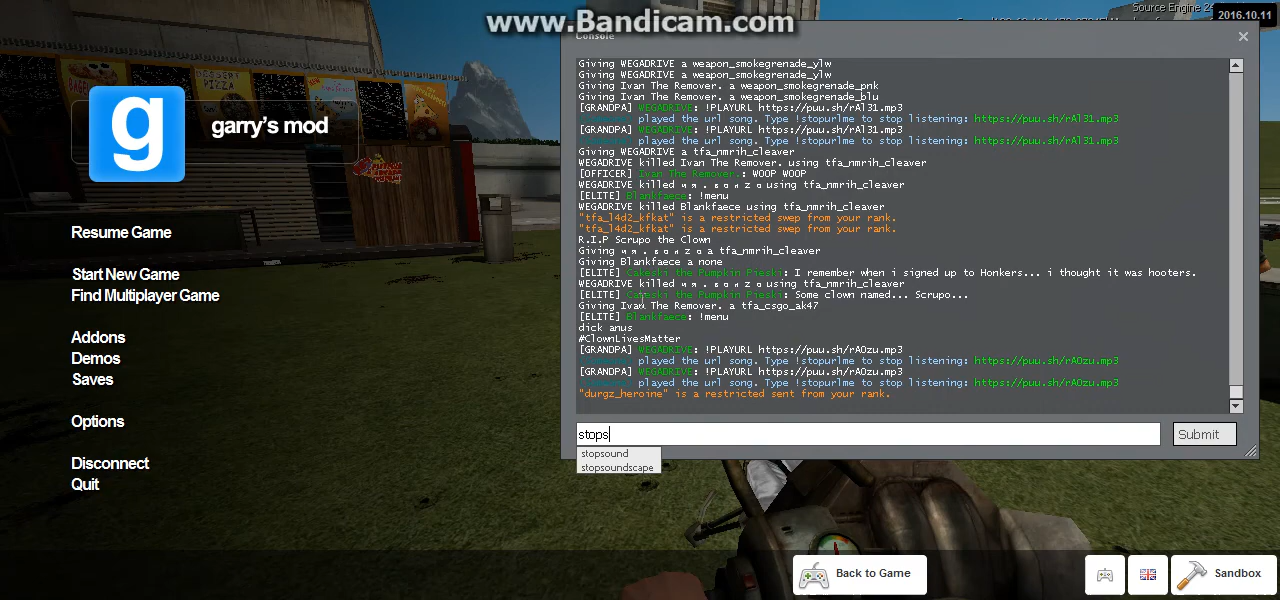 www.Bandicam.com
Source Engine 24
2016.10.11
Console
garry's mod
Resume Game
Start New Game
Find Multiplayer Game
Addons
Demos
Saves
Options
Disconnect
Quit
Giving WEGADRIVE a weapon_smokegrenade_ylw
Giving WEGADRIVE a weapon_smokegrenade_ylw
Giving Ivan The Remover. a weapon_smokegrenade_pnk
Giving Ivan The Remover. a weapon_smokegrenade_blu
[GRANDPA] WEGADRIVE: !PLAYURL https://puu.sh/rAl31.mp3
played the url song. Type !stopurlme to stop listening: https://puu.sh/rAl31.mp3
[GRANDPA] WEGADRIVE: !PLAYURL https://puu.sh/rAl31.mp3
played the url song. Type !stopurlme to stop listening: https://puu.sh/rAl31.mp3
Giving WEGADRIVE a tfa_nmrih_cleaver
WEGADRIVE killed Ivan The Remover. using tfa_nmrih_cleaver
[OFFICER] Ivan The Remover.: WOOP WOOP
WEGADRIVE killed using tfa_nmrih_cleaver
[ELITE] Blankfaece: !menu
WEGADRIVE killed Blankfaece using tfa_nmrih_cleaver
"tfa_l4d2_kfkat" is a restricted swep from your rank.
"tfa_l4d2_kfkat" is a restricted swep from your rank.
R.I.P Scrupo the Clown
Giving a tfa_nmrih_cleaver
Giving Blankfaece a none
[ELITE] Cakeski the Pumpkin Pieski: I remember when i signed up to Honkers... i thought it was hooters.
WEGADRIVE killed using tfa_nmrih_cleaver
[ELITE] Cakeski the Pumpkin Pieski: Some clown named... Scrupo...
Giving Ivan The Remover. a tfa_csgo_ak47
[ELITE] Blankfaece: !menu
dick anus
#ClownLivesMatter
[GRANDPA] WEGADRIVE: !PLAYURL https://puu.sh/rAOzu.mp3
played the url song. Type !stopurlme to stop listening: https://puu.sh/rAOzu.mp3
[GRANDPA] WEGADRIVE: !PLAYURL https://puu.sh/rAOzu.mp3
played the url song. Type !stopurlme to stop listening: https://puu.sh/rAOzu.mp3
"durgz_heroine" is a restricted sent from your rank.
stops
Submit
stopsound
stopsoundscape
Back to Game
Sandbox